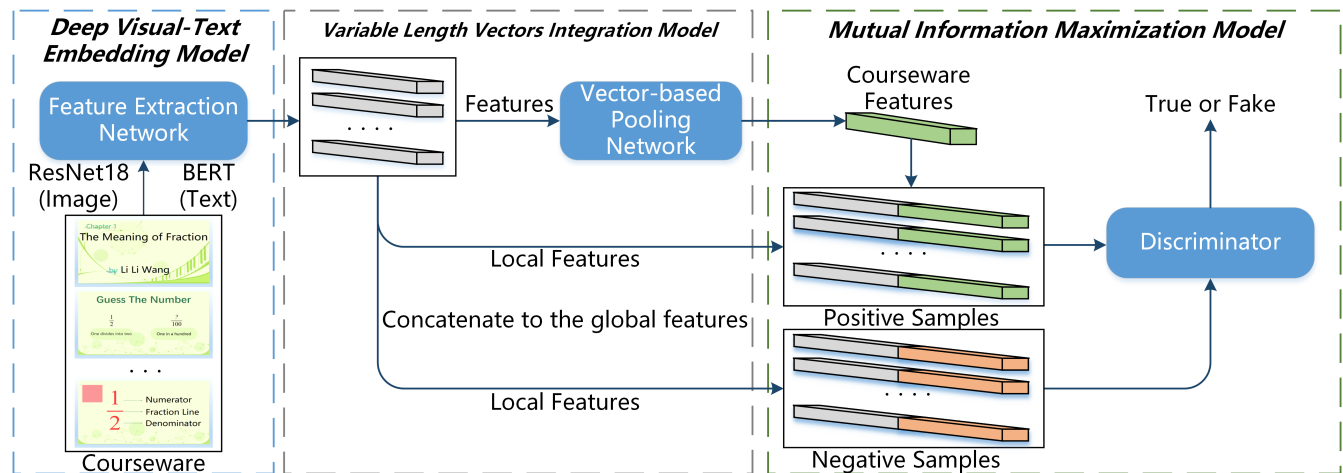 Deep Visual-Text
Embedding Model
Feature Extraction
Network
ResNet18
(Image)
BERT
(Text)
Chapter 1
The Meaning of Fraction
by Li Li Wang
Guess The Number
1
2
One divides into two
?
100
One in a hundred
. . .
1
2
Numerator
Fraction Line
Denominator
Courseware
Variable Length Vectors Integration Model
. . . .
Features
Vector-based
Pooling
Network
Local Features
Concatenate to the global features
Local Features
Mutual Information Maximization Model
Courseware
Features
True or Fake
. . . .
Positive Samples
Discriminator
. . . .
Negative Samples